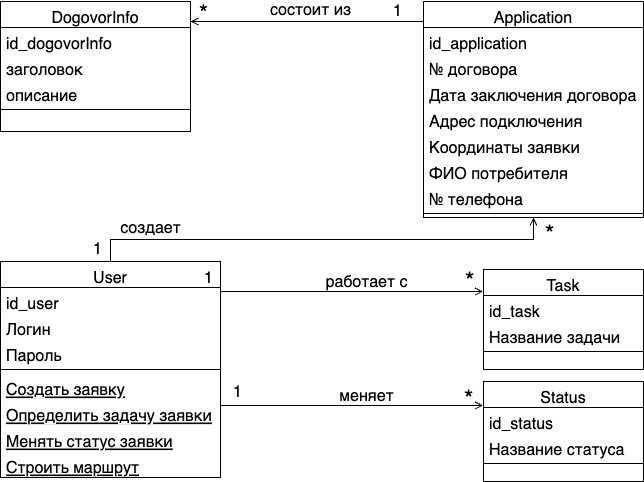 DogovorInfo
id_dogovorInfo
заголовок
описание
* состоит из 1
Application
id_application
№ договора
Дата заключения договора
Адрес подключения
Координаты заявки
ФИО потребителя
№ телефона
1 создает *
User
id_user
Логин
Пароль
Создать заявку
Определить задачу заявки
Менять статус заявки
Строить маршрут
1 работает с *
Task
id_task
Название задачи
1 меняет *
Status
id_status
Название статуса